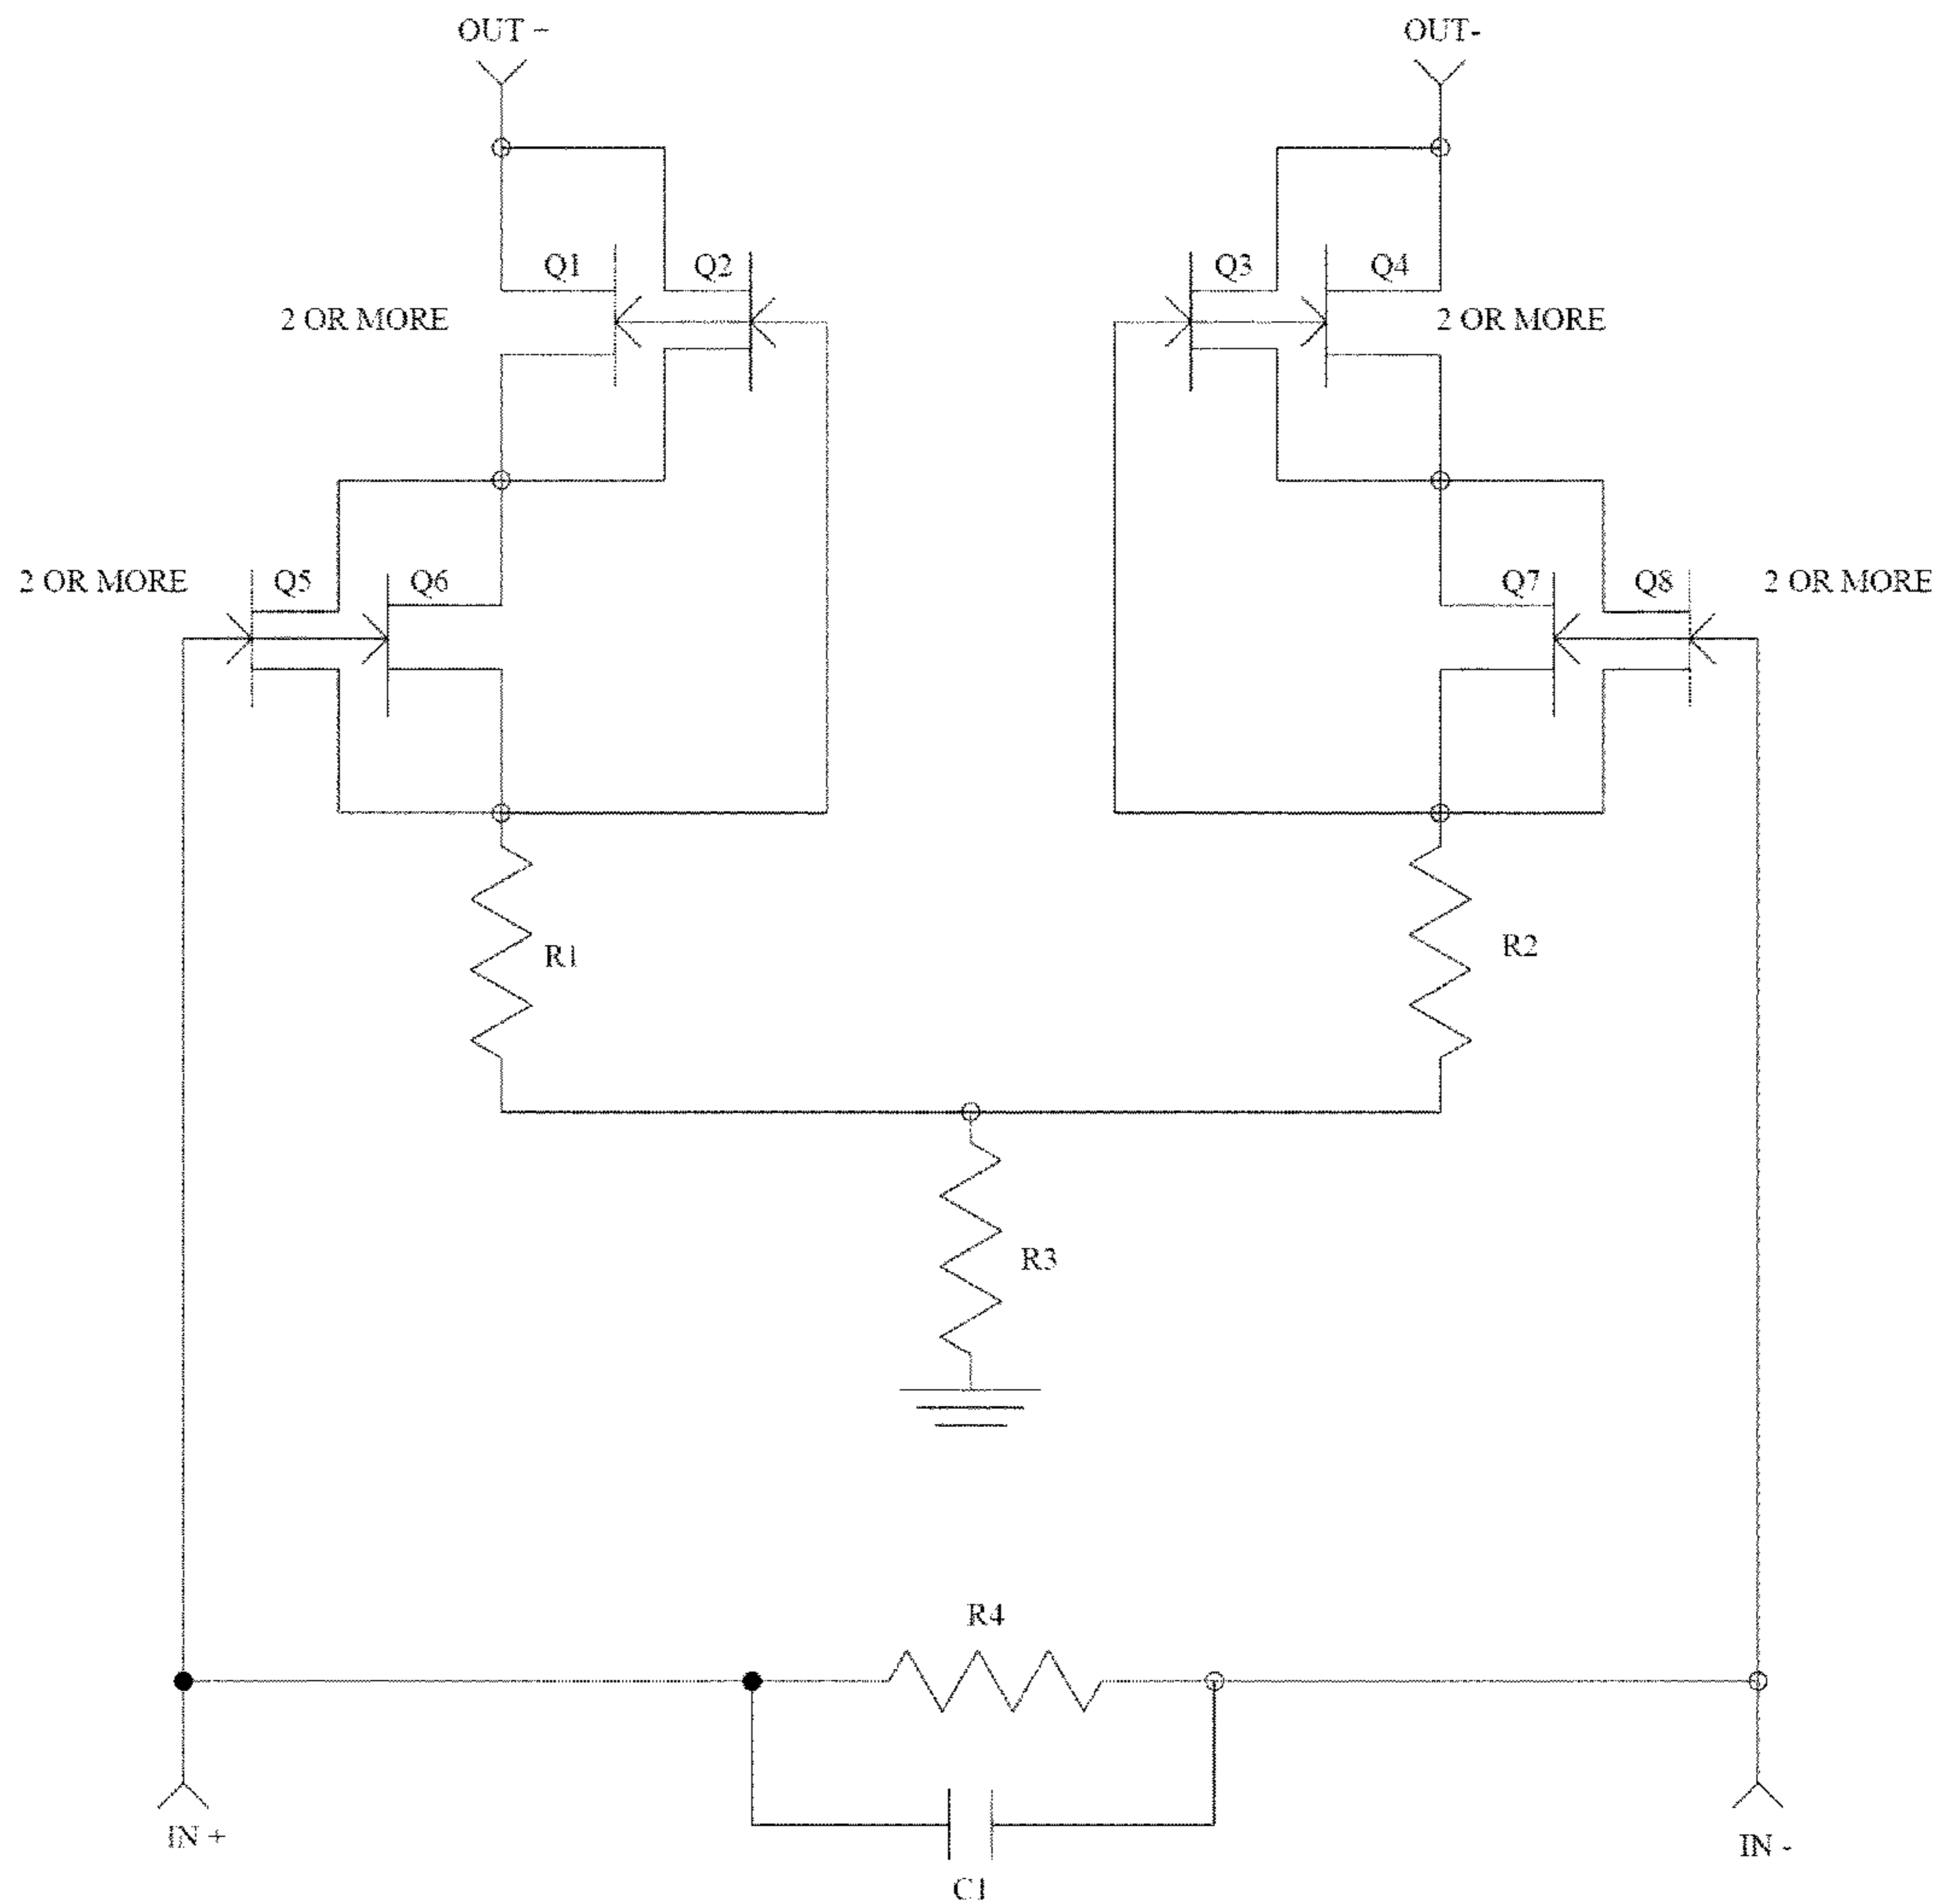 OUT -
OUT-
Q1
Q2
Q3
Q4
2 OR MORE
2 OR MORE
2 OR MORE
Q5
Q6
Q7
Q8
2 OR MORE
R1
R2
R3
R4
IN +
IN -
C1